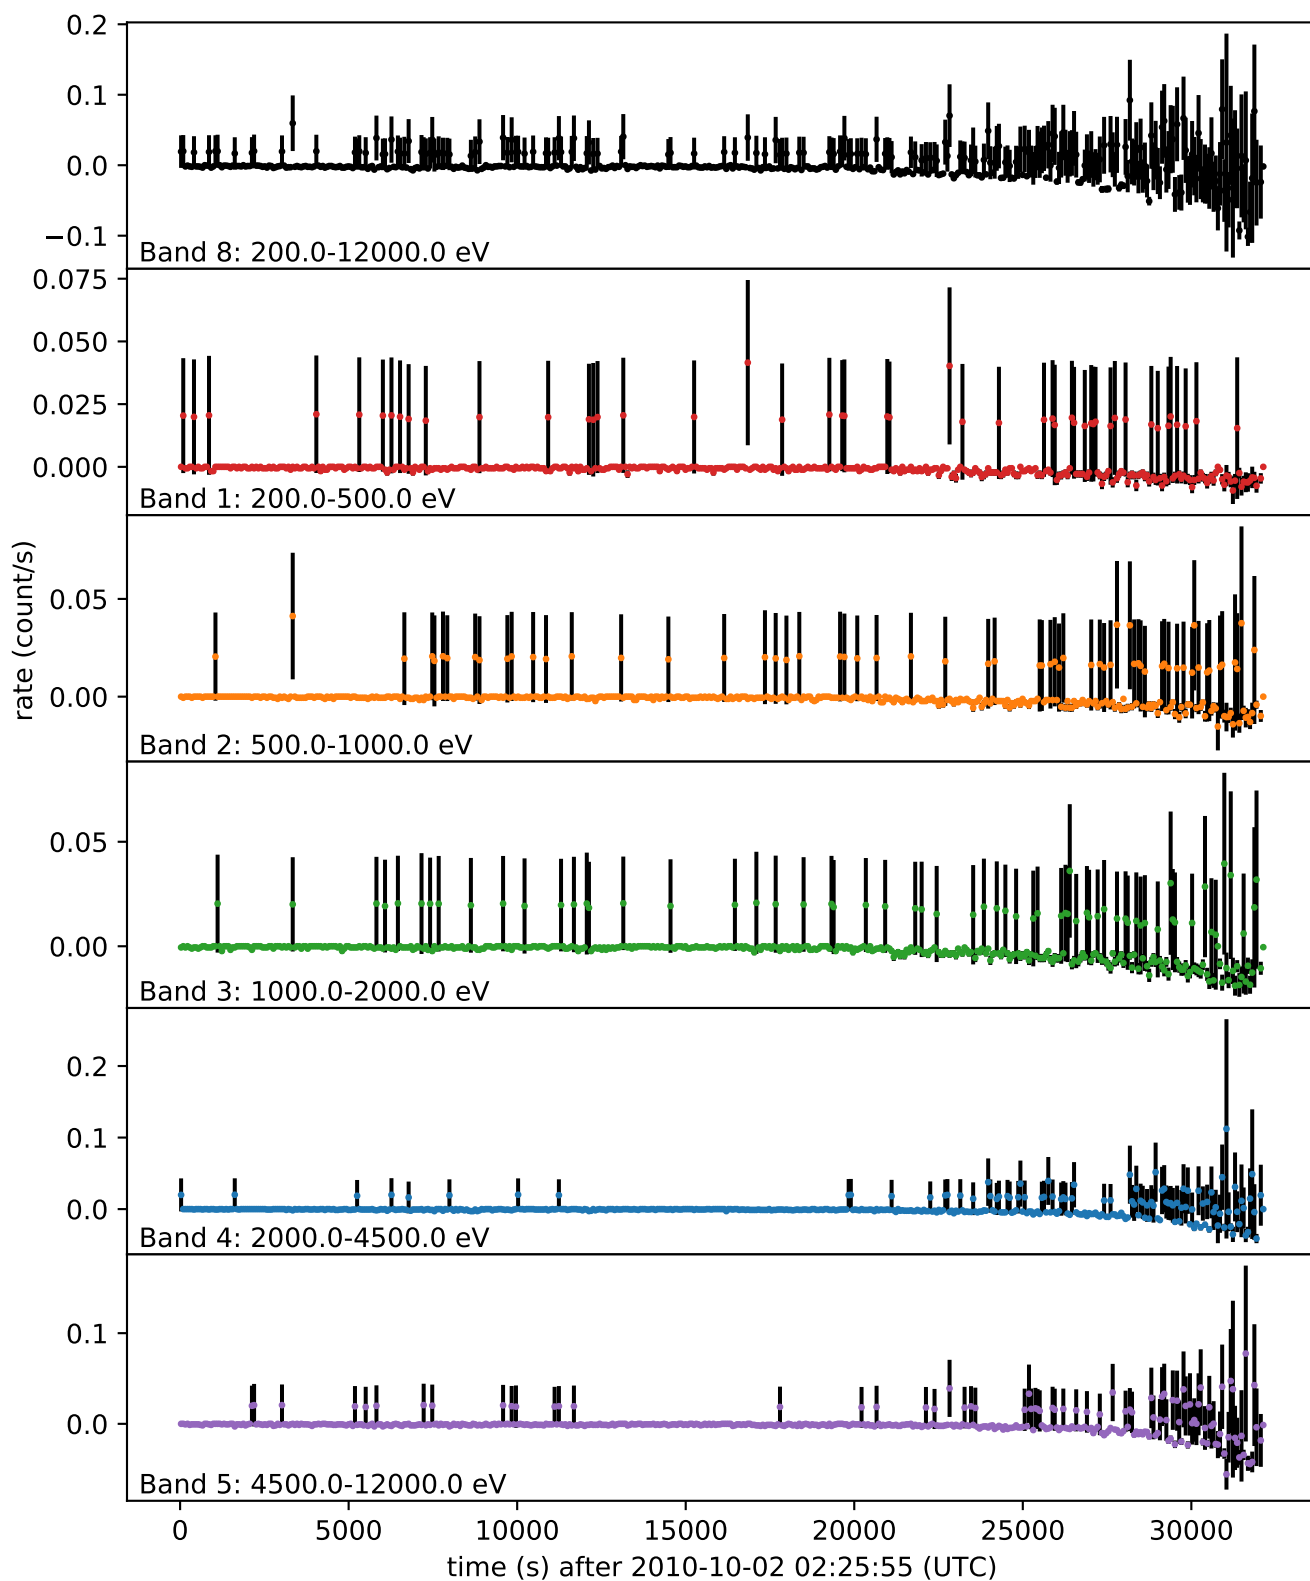 0.2
0.1
0.0
−0.1
Band 8: 200.0-12000.0 eV
0.075
0.050
0.025
0.000
Band 1: 200.0-500.0 eV
rate (count/s)
0.05
0.00
Band 2: 500.0-1000.0 eV
0.05
0.00
Band 3: 1000.0-2000.0 eV
0.2
0.1
0.0
Band 4: 2000.0-4500.0 eV
0.1
0.0
Band 5: 4500.0-12000.0 eV
0 5000 10000 15000 20000 25000 30000
time (s) after 2010-10-02 02:25:55 (UTC)